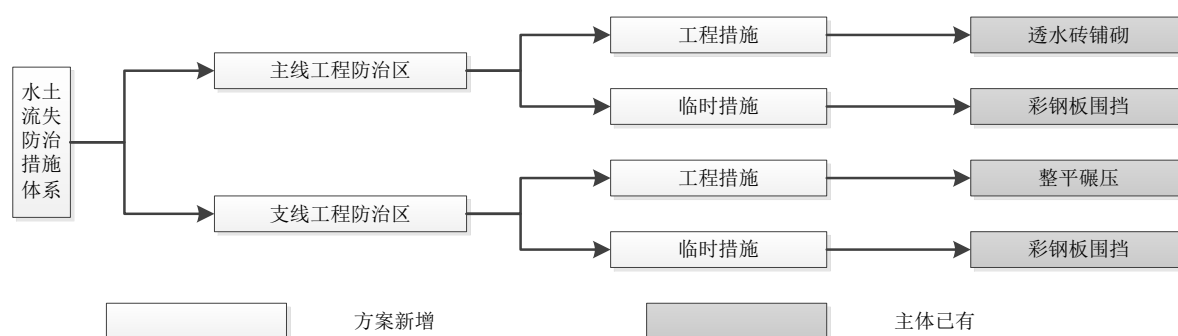 水土
流失
防治
措施
体系
主线工程防治区
工程措施
透水砖铺砌
临时措施
彩钢板围挡
支线工程防治区
工程措施
整平碾压
临时措施
彩钢板围挡
方案新增
主体已有